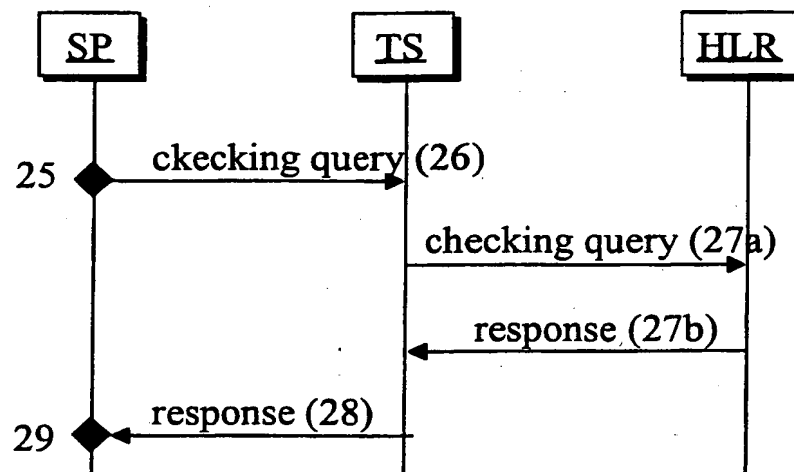 SP TS HLR
25 ckecking query (26)
checking query (27a)
response (27b)
29 response (28)